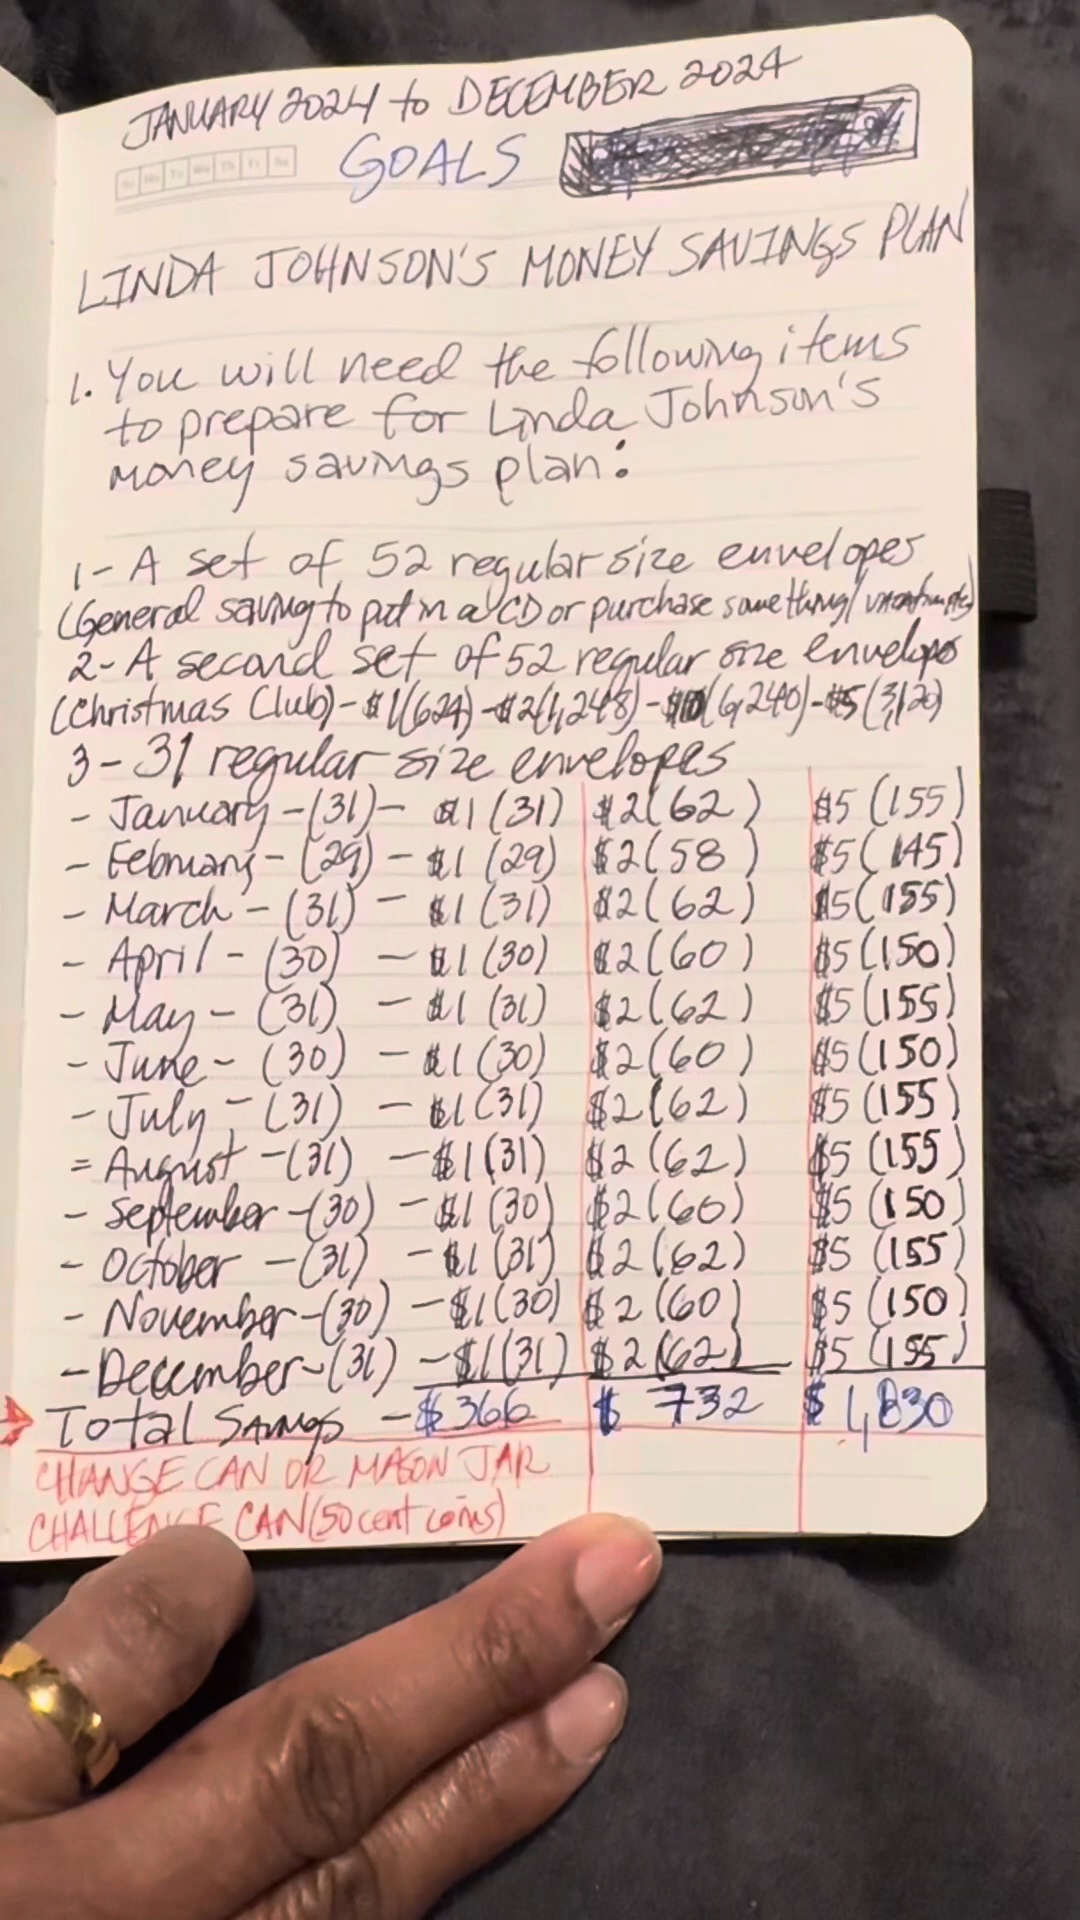 JANUARY 2024 to DECEMBER 2024
GOALS
Su Mo Tu We Th Fr Sa
LINDA JOHNSON'S MONEY SAVINGS PLAN
1. You will need the following items
to prepare for Linda Johnson's
money savings plan:
1- A set of 52 regular size envelopes
(General saving to put in a CD or purchase something/
2- A second set of 52 regular size envelopes
(Christmas Club) - $1(624) - $2(1,248) - $10(6,240) - $5(3,120)
3 - 31 regular size envelopes
- January - (31) - $1 (31) $2 (62) $5 (155)
- February - (29) - $1 (29) $2 (58) $5 (145)
- March - (31) - $1 (31) $2 (62) $5 (155)
- April - (30) - $1 (30) $2 (60) $5 (150)
- May - (31) - $1 (31) $2 (62) $5 (155)
- June - (30) - $1 (30) $2 (60) $5 (150)
- July - (31) - $1 (31) $2 (62) $5 (155)
= August - (31) - $1 (31) $2 (62) $5 (155)
- September - (30) - $1 (30) $2 (60) $5 (150)
- October - (31) - $1 (31) $2 (62) $5 (155)
- November - (30) - $1 (30) $2 (60) $5 (150)
- December - (31) - $1 (31) $2 (62) $5 (155)
Total Savings - $366 $ 732 $ 1,830
CHANGE CAN OR MASON JAR
CHALLENGE CAN (50 cent coins)